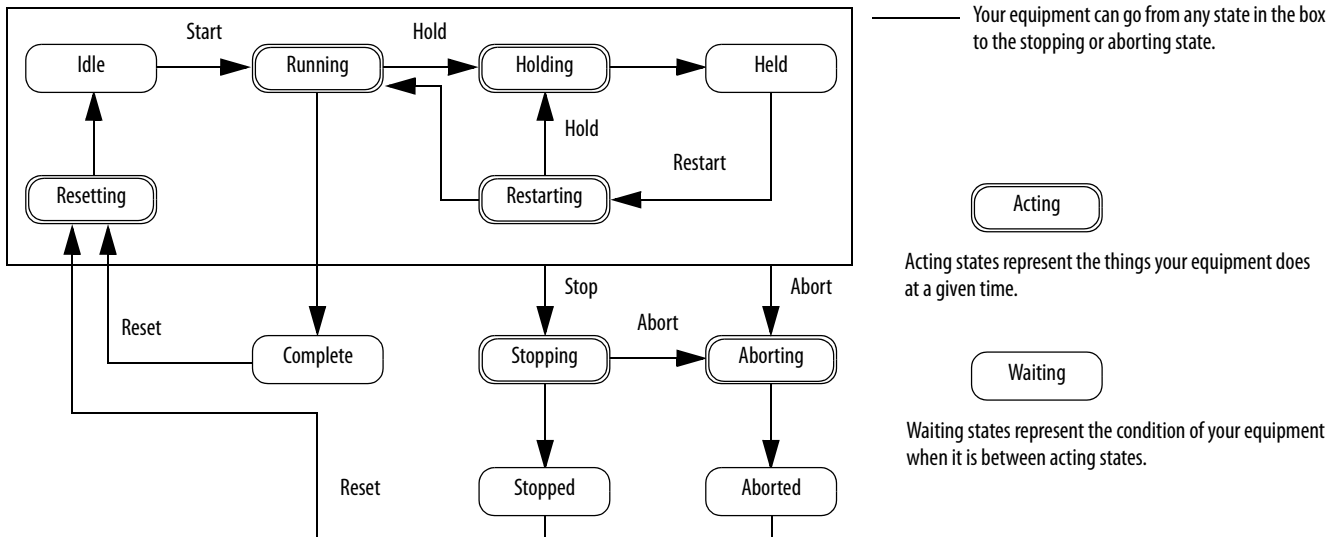 Your equipment can go from any state in the box
to the stopping or aborting state.
Start
Hold
Idle
Running
Holding
Held
Hold
Restart
Resetting
Restarting
Acting
Acting states represent the things your equipment does
at a given time.
Stop
Abort
Reset
Abort
Complete
Stopping
Aborting
Waiting
Waiting states represent the condition of your equipment
when it is between acting states.
Reset
Stopped
Aborted